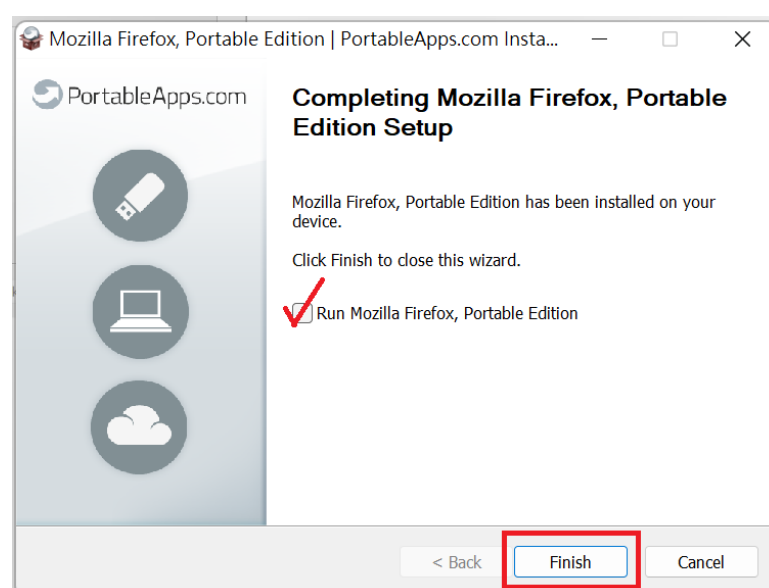 Mozilla Firefox, Portable Edition | PortableApps.com Insta...
PortableApps.com
Completing Mozilla Firefox, Portable
Edition Setup
Mozilla Firefox, Portable Edition has been installed on your
device.
Click Finish to close this wizard.
Run Mozilla Firefox, Portable Edition
< Back
Finish
Cancel